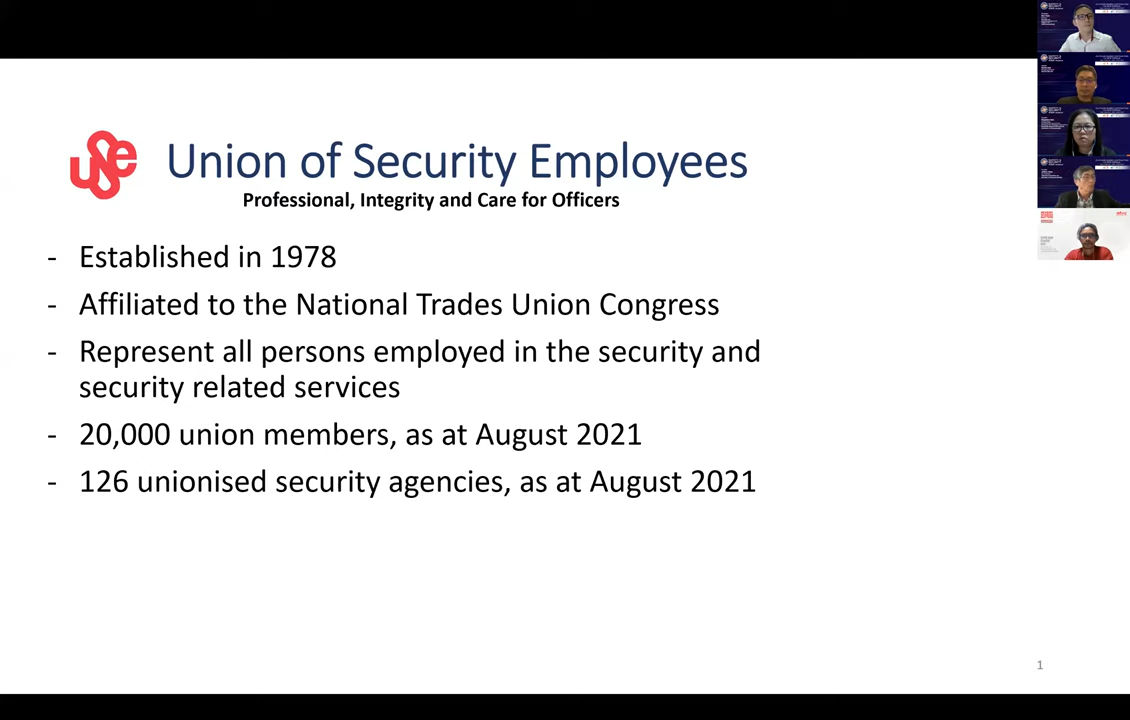 use
Union of Security Employees
Professional, Integrity and Care for Officers
- Established in 1978
- Affiliated to the National Trades Union Congress
- Represent all persons employed in the security and
security related services
- 20,000 union members, as at August 2021
- 126 unionised security agencies, as at August 2021
1